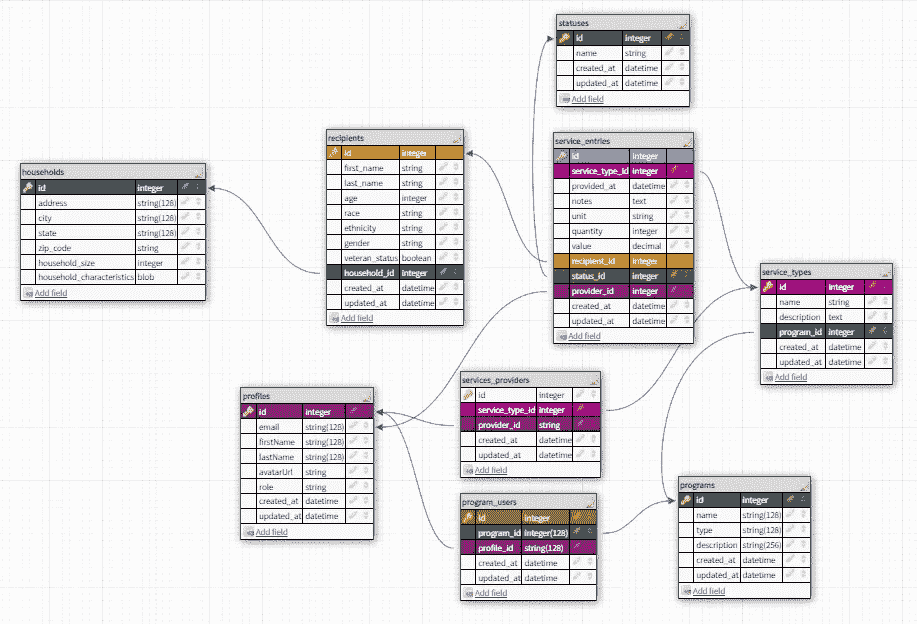 statuses
id integer
name string
created_at datetime
updated_at datetime
Add field
recipients
id integer
first_name string
last_name string
age integer
race string
ethnicity string
gender string
veteran_status boolean
household_id integer
created_at datetime
updated_at datetime
Add field
service_entries
id integer
service_type_id integer
provided_at datetime
notes text
unit string
quantity integer
value decimal
recipient_id integer
status_id integer
provider_id integer
created_at datetime
updated_at datetime
Add field
households
id integer
address string(128)
city string(128)
state string(128)
zip_code string
household_size integer
household_characteristics blob
Add field
service_types
id integer
name string
description text
program_id integer
created_at datetime
updated_at datetime
Add field
profiles
id integer
email string(128)
firstName string(128)
lastName string(128)
avatarUrl string
role string
created_at datetime
updated_at datetime
Add field
services_providers
id integer
service_type_id integer
provider_id string
created_at datetime
updated_at datetime
Add field
program_users
id integer
program_id integer(128)
profile_id string(128)
created_at datetime
updated_at datetime
Add field
programs
id integer
name string(128)
type string(128)
description string(256)
created_at datetime
updated_at datetime
Add field